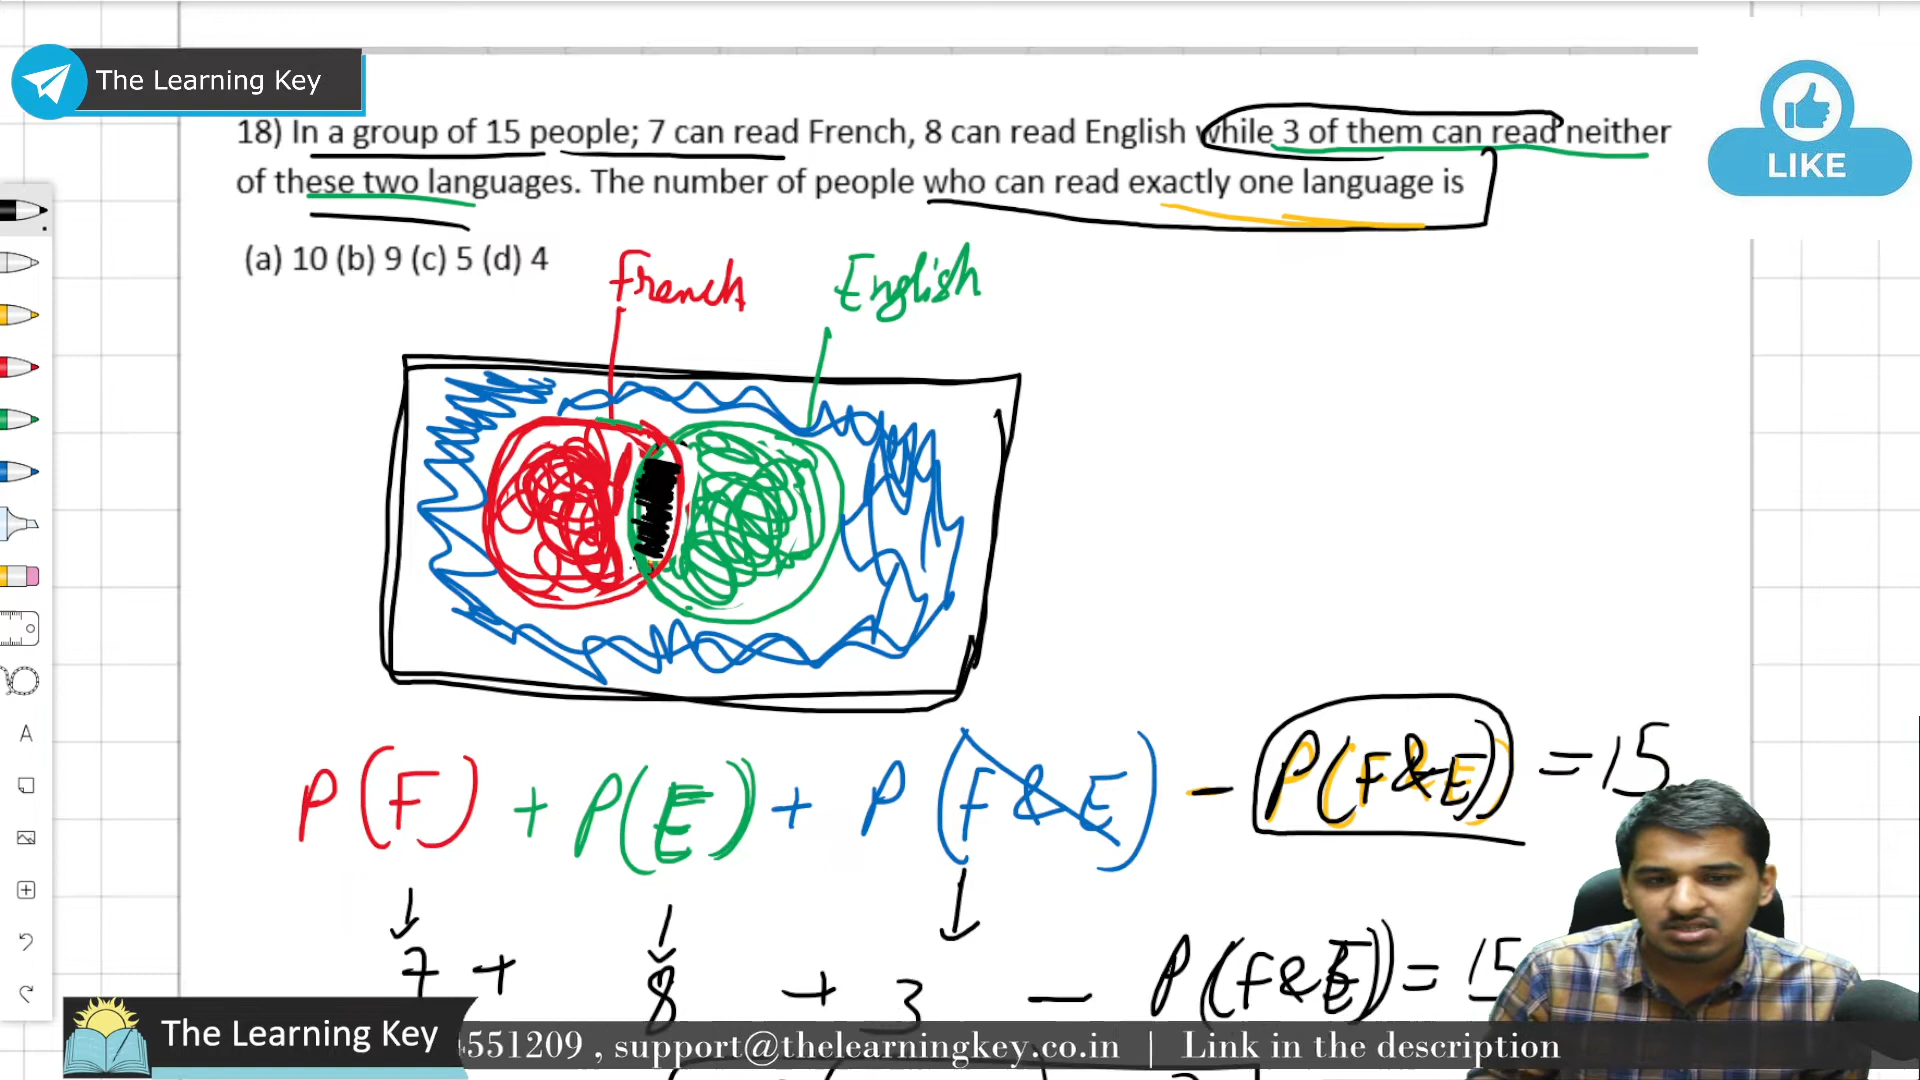 The Learning Key
18) In a group of 15 people; 7 can read French, 8 can read English while 3 of them can read neither
of these two languages. The number of people who can read exactly one language is
LIKE
(a) 10 (b) 9 (c) 5 (d) 4
French English
P(F) + P(E) + P(F & E) - P(F&E) = 15
7 + 8 + 3 - P(F&E) = 15
A
The Learning Key
551209 , support@thelearningkey.co.in | Link in the description